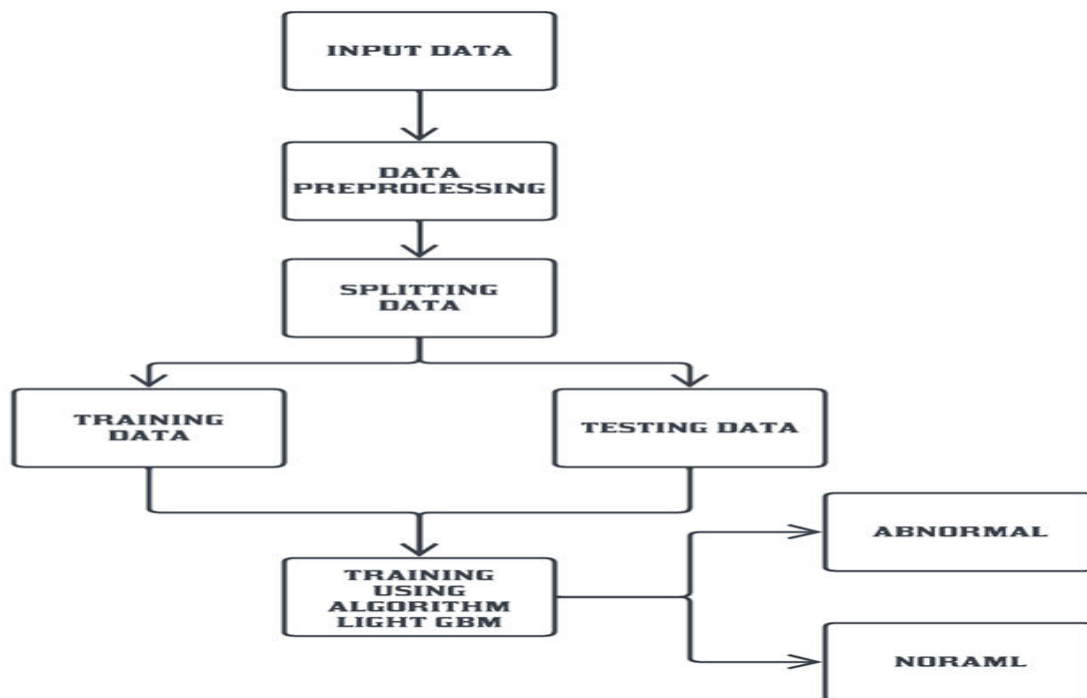 INPUT DATA
DATA
PREPROCESSING
SPLITTING
DATA
TRAINING
DATA
TESTING DATA
TRAINING
USING
ALGORITHM
LIGHT GBM
ABNORMAL
NORAML